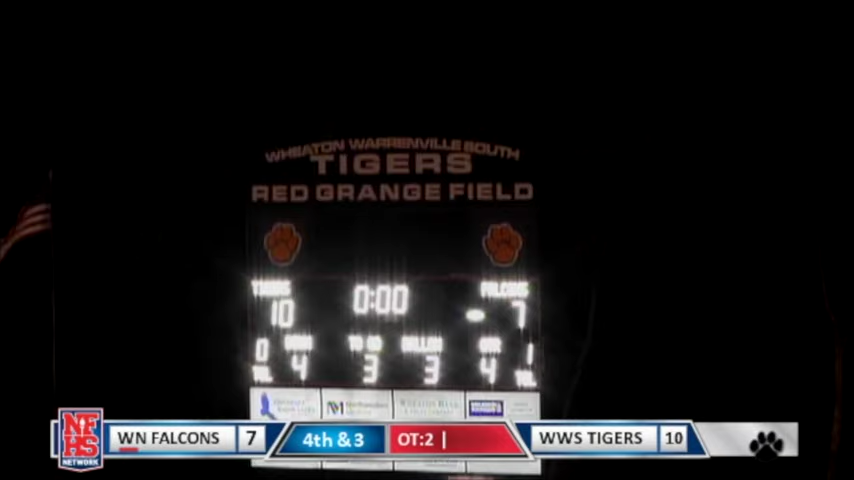 WHEATON WARRENVILLE SOUTH
TIGERS
RED GRANGE FIELD
TIGERS 0:00 FALCONS
10 7
DOWN TO GO BALL ON QTR
0 4 3 3 4 1
NFHS
NETWORK
WN FALCONS 7 4th & 3 OT:2 | WWS TIGERS 10